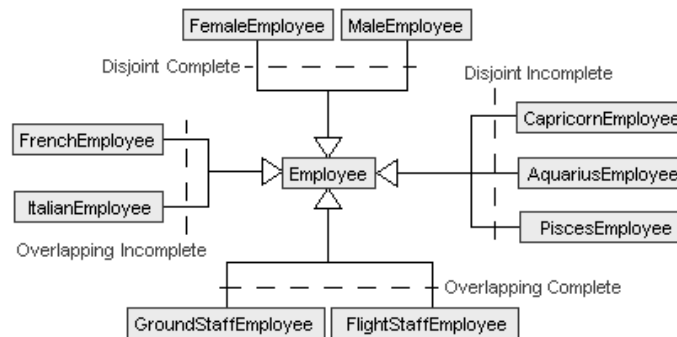 FemaleEmployee
MaleEmployee
Disjoint Complete
Disjoint Incomplete
FrenchEmployee
CapricornEmployee
Employee
AquariusEmployee
ItalianEmployee
PiscesEmployee
Overlapping Incomplete
Overlapping Complete
GroundStaffEmployee
FlightStaffEmployee